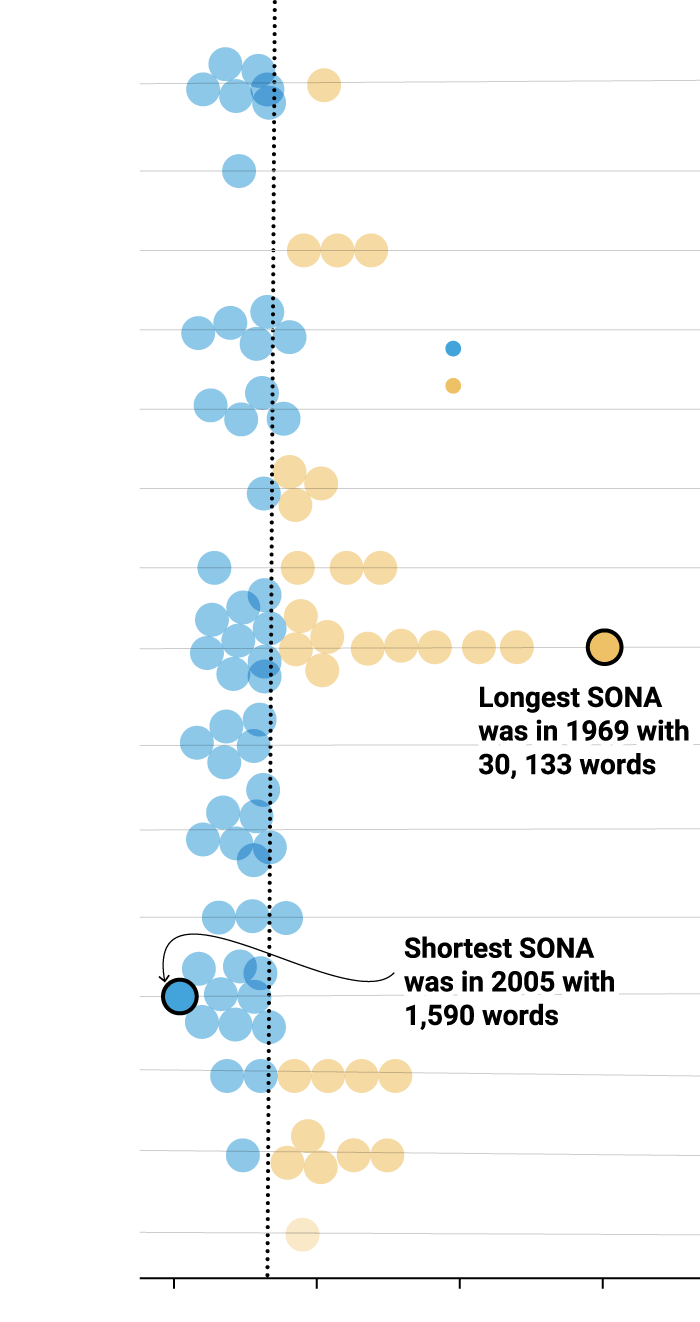 Longest SONA
was in 1969 with
30, 133 words
Shortest SONA
was in 2005 with
1,590 words